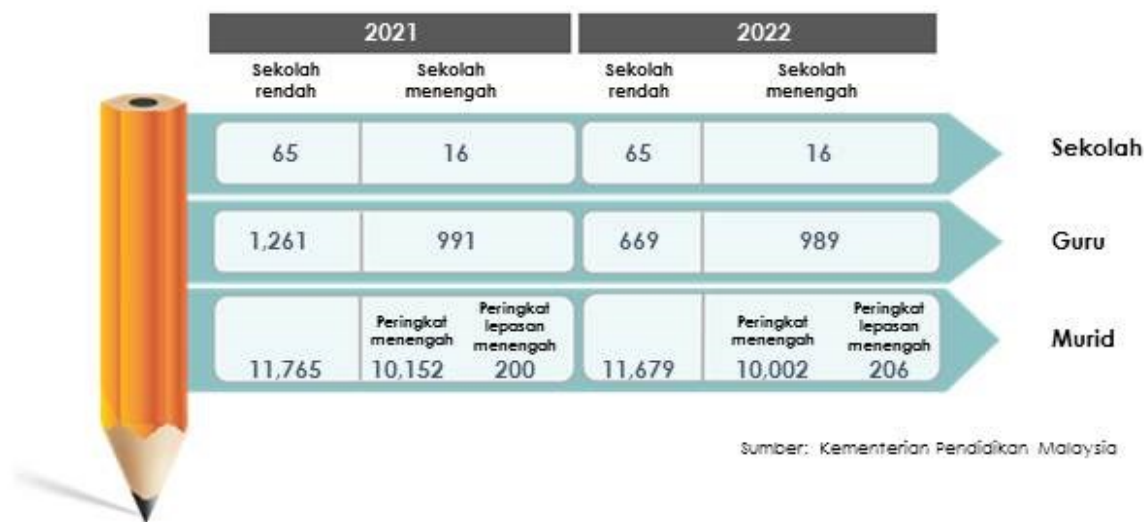 2021 2022
Sekolah Sekolah Sekolah Sekolah
rendah menengah rendah menengah
65 16 65 16 Sekolah
1,261 991 669 989 Guru
Peringkat Peringkat
Peringkat lepasan Peringkat lepasan
menengah menengah menengah menengah Murid
11,765 10,152 200 11,679 10,002 206
Sumber: Kementerian Pendidikan Malaysia